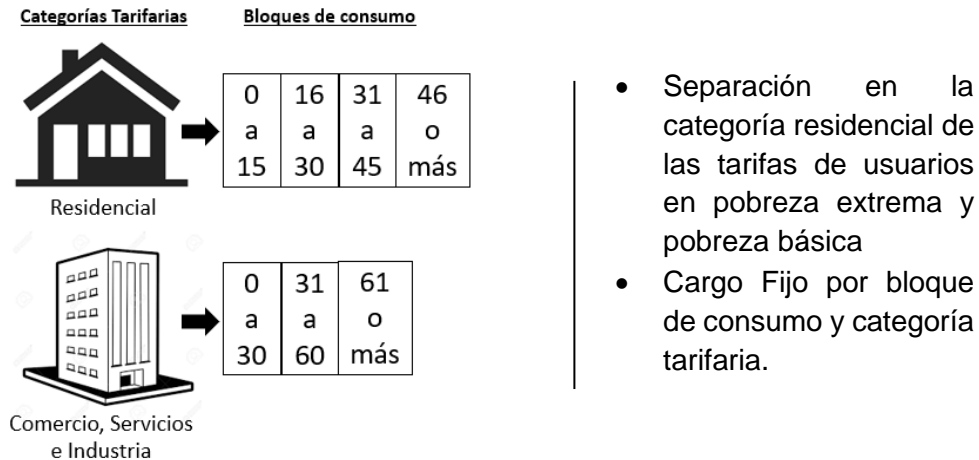 Categorías Tarifarias
Bloques de consumo
0 16 31 46
a a a o
15 30 45 más
Residencial
0 31 61
a a o
30 60 más
Comercio, Servicios
e Industria
• Separación en la
categoría residencial de
las tarifas de usuarios
en pobreza extrema y
pobreza básica
• Cargo Fijo por bloque
de consumo y categoría
tarifaria.